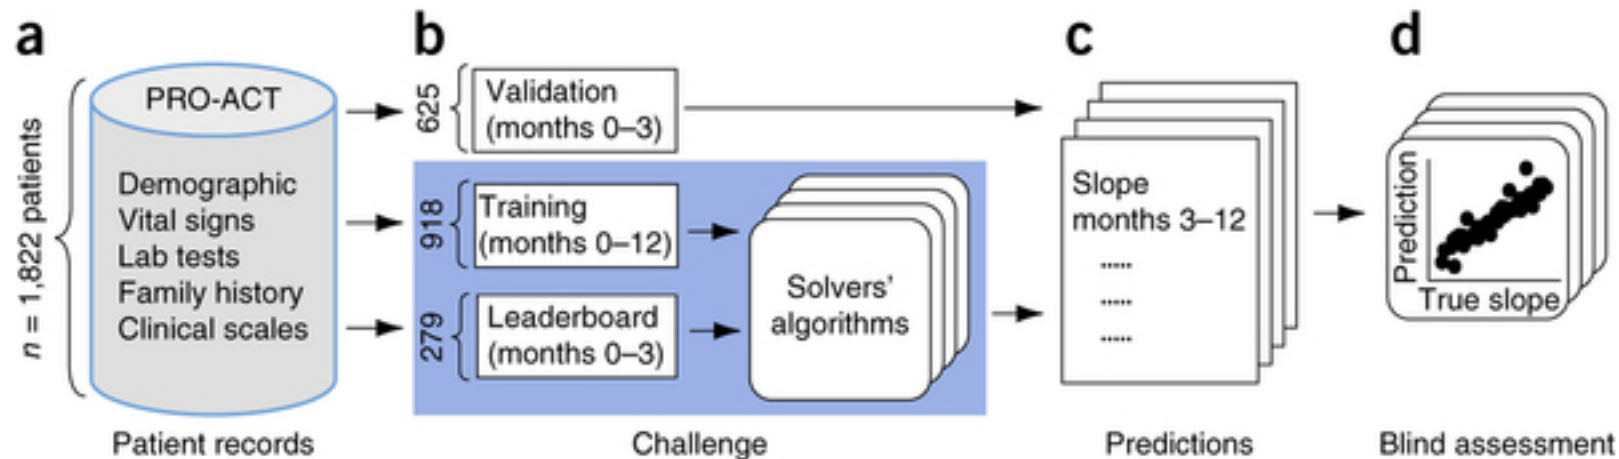 a
n = 1,822 patients
PRO-ACT
Demographic
Vital signs
Lab tests
Family history
Clinical scales
Patient records
b
625
Validation
(months 0–3)
918
Training
(months 0–12)
279
Leaderboard
(months 0–3)
Solvers’
algorithms
Challenge
c
Slope
months 3–12
.....
.....
.....
Predictions
d
Prediction
True slope
Blind assessment